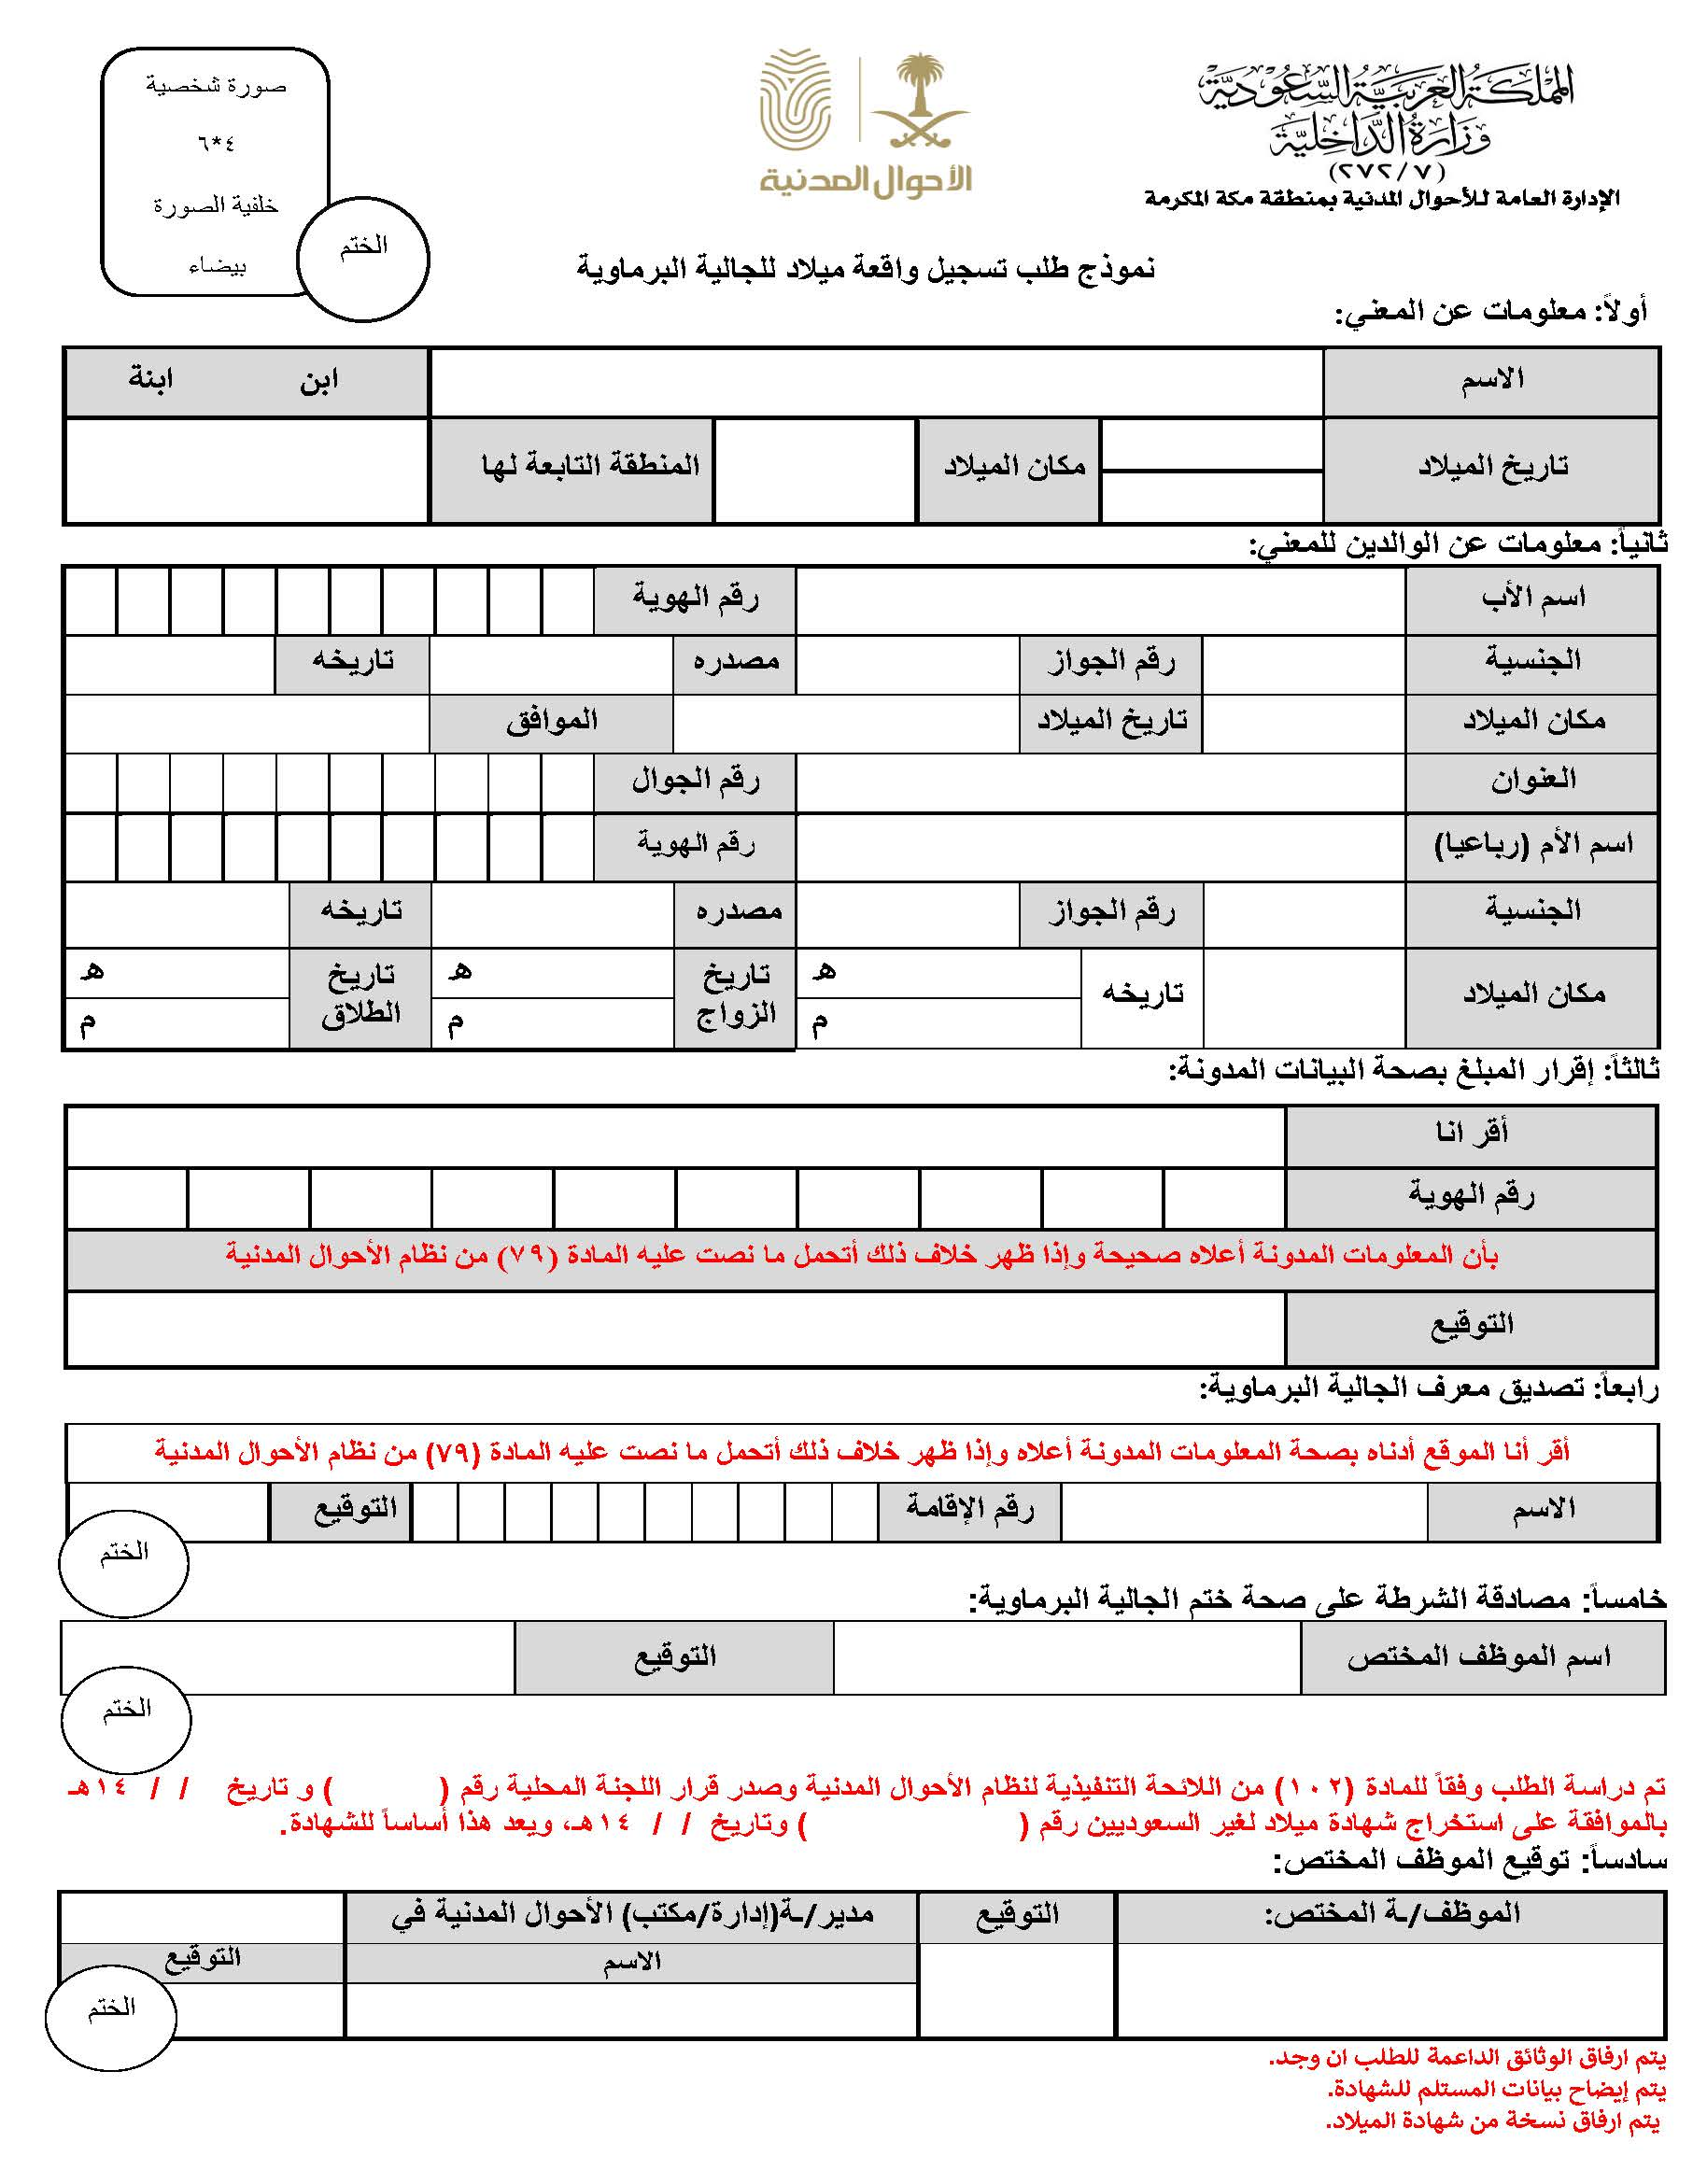 المملكة العربية السعودية
وزارة الداخلية
(٢٧٢/٧)
الإدارة العامة للأحوال المدنية بمنطقة مكة المكرمة
الأحوال المدنية
صورة شخصية
٤*٦
خلفية الصورة
بيضاء
الختم
نموذج طلب تسجيل واقعة ميلاد للجالية البرماوية
أولاً: معلومات عن المعني:
الاسم ابن ابنة
تاريخ الميلاد مكان الميلاد المنطقة التابعة لها
ثانياً: معلومات عن الوالدين للمعني:
اسم الأب رقم الهوية
الجنسية رقم الجواز مصدره تاريخه
مكان الميلاد تاريخ الميلاد الموافق
العنوان رقم الجوال
اسم الأم (رباعيا) رقم الهوية
الجنسية رقم الجواز مصدره تاريخه
مكان الميلاد تاريخه هـ م تاريخ الزواج هـ م تاريخ الطلاق هـ م
ثالثاً: إقرار المبلغ بصحة البيانات المدونة:
أقر انا
رقم الهوية
بأن المعلومات المدونة أعلاه صحيحة وإذا ظهر خلاف ذلك أتحمل ما نصت عليه المادة (٧٩) من نظام الأحوال المدنية
التوقيع
رابعاً: تصديق معرف الجالية البرماوية:
أقر أنا الموقع أدناه بصحة المعلومات المدونة أعلاه وإذا ظهر خلاف ذلك أتحمل ما نصت عليه المادة (٧٩) من نظام الأحوال المدنية
الاسم رقم الإقامة التوقيع
الختم
خامساً: مصادقة الشرطة على صحة ختم الجالية البرماوية:
اسم الموظف المختص التوقيع
الختم
تم دراسة الطلب وفقاً للمادة (١٠٢) من اللائحة التنفيذية لنظام الأحوال المدنية وصدر قرار اللجنة المحلية رقم ( ) و تاريخ / / ١٤هـ
بالموافقة على استخراج شهادة ميلاد لغير السعوديين رقم ( ) وتاريخ / / ١٤هـ، ويعد هذا أساساً للشهادة.
سادساً: توقيع الموظف المختص:
الموظف/ـة المختص: التوقيع مدير/ـة(إدارة/مكتب) الأحوال المدنية في
الاسم التوقيع
الختم
يتم ارفاق الوثائق الداعمة للطلب ان وجد.
يتم إيضاح بيانات المستلم للشهادة.
يتم ارفاق نسخة من شهادة الميلاد.